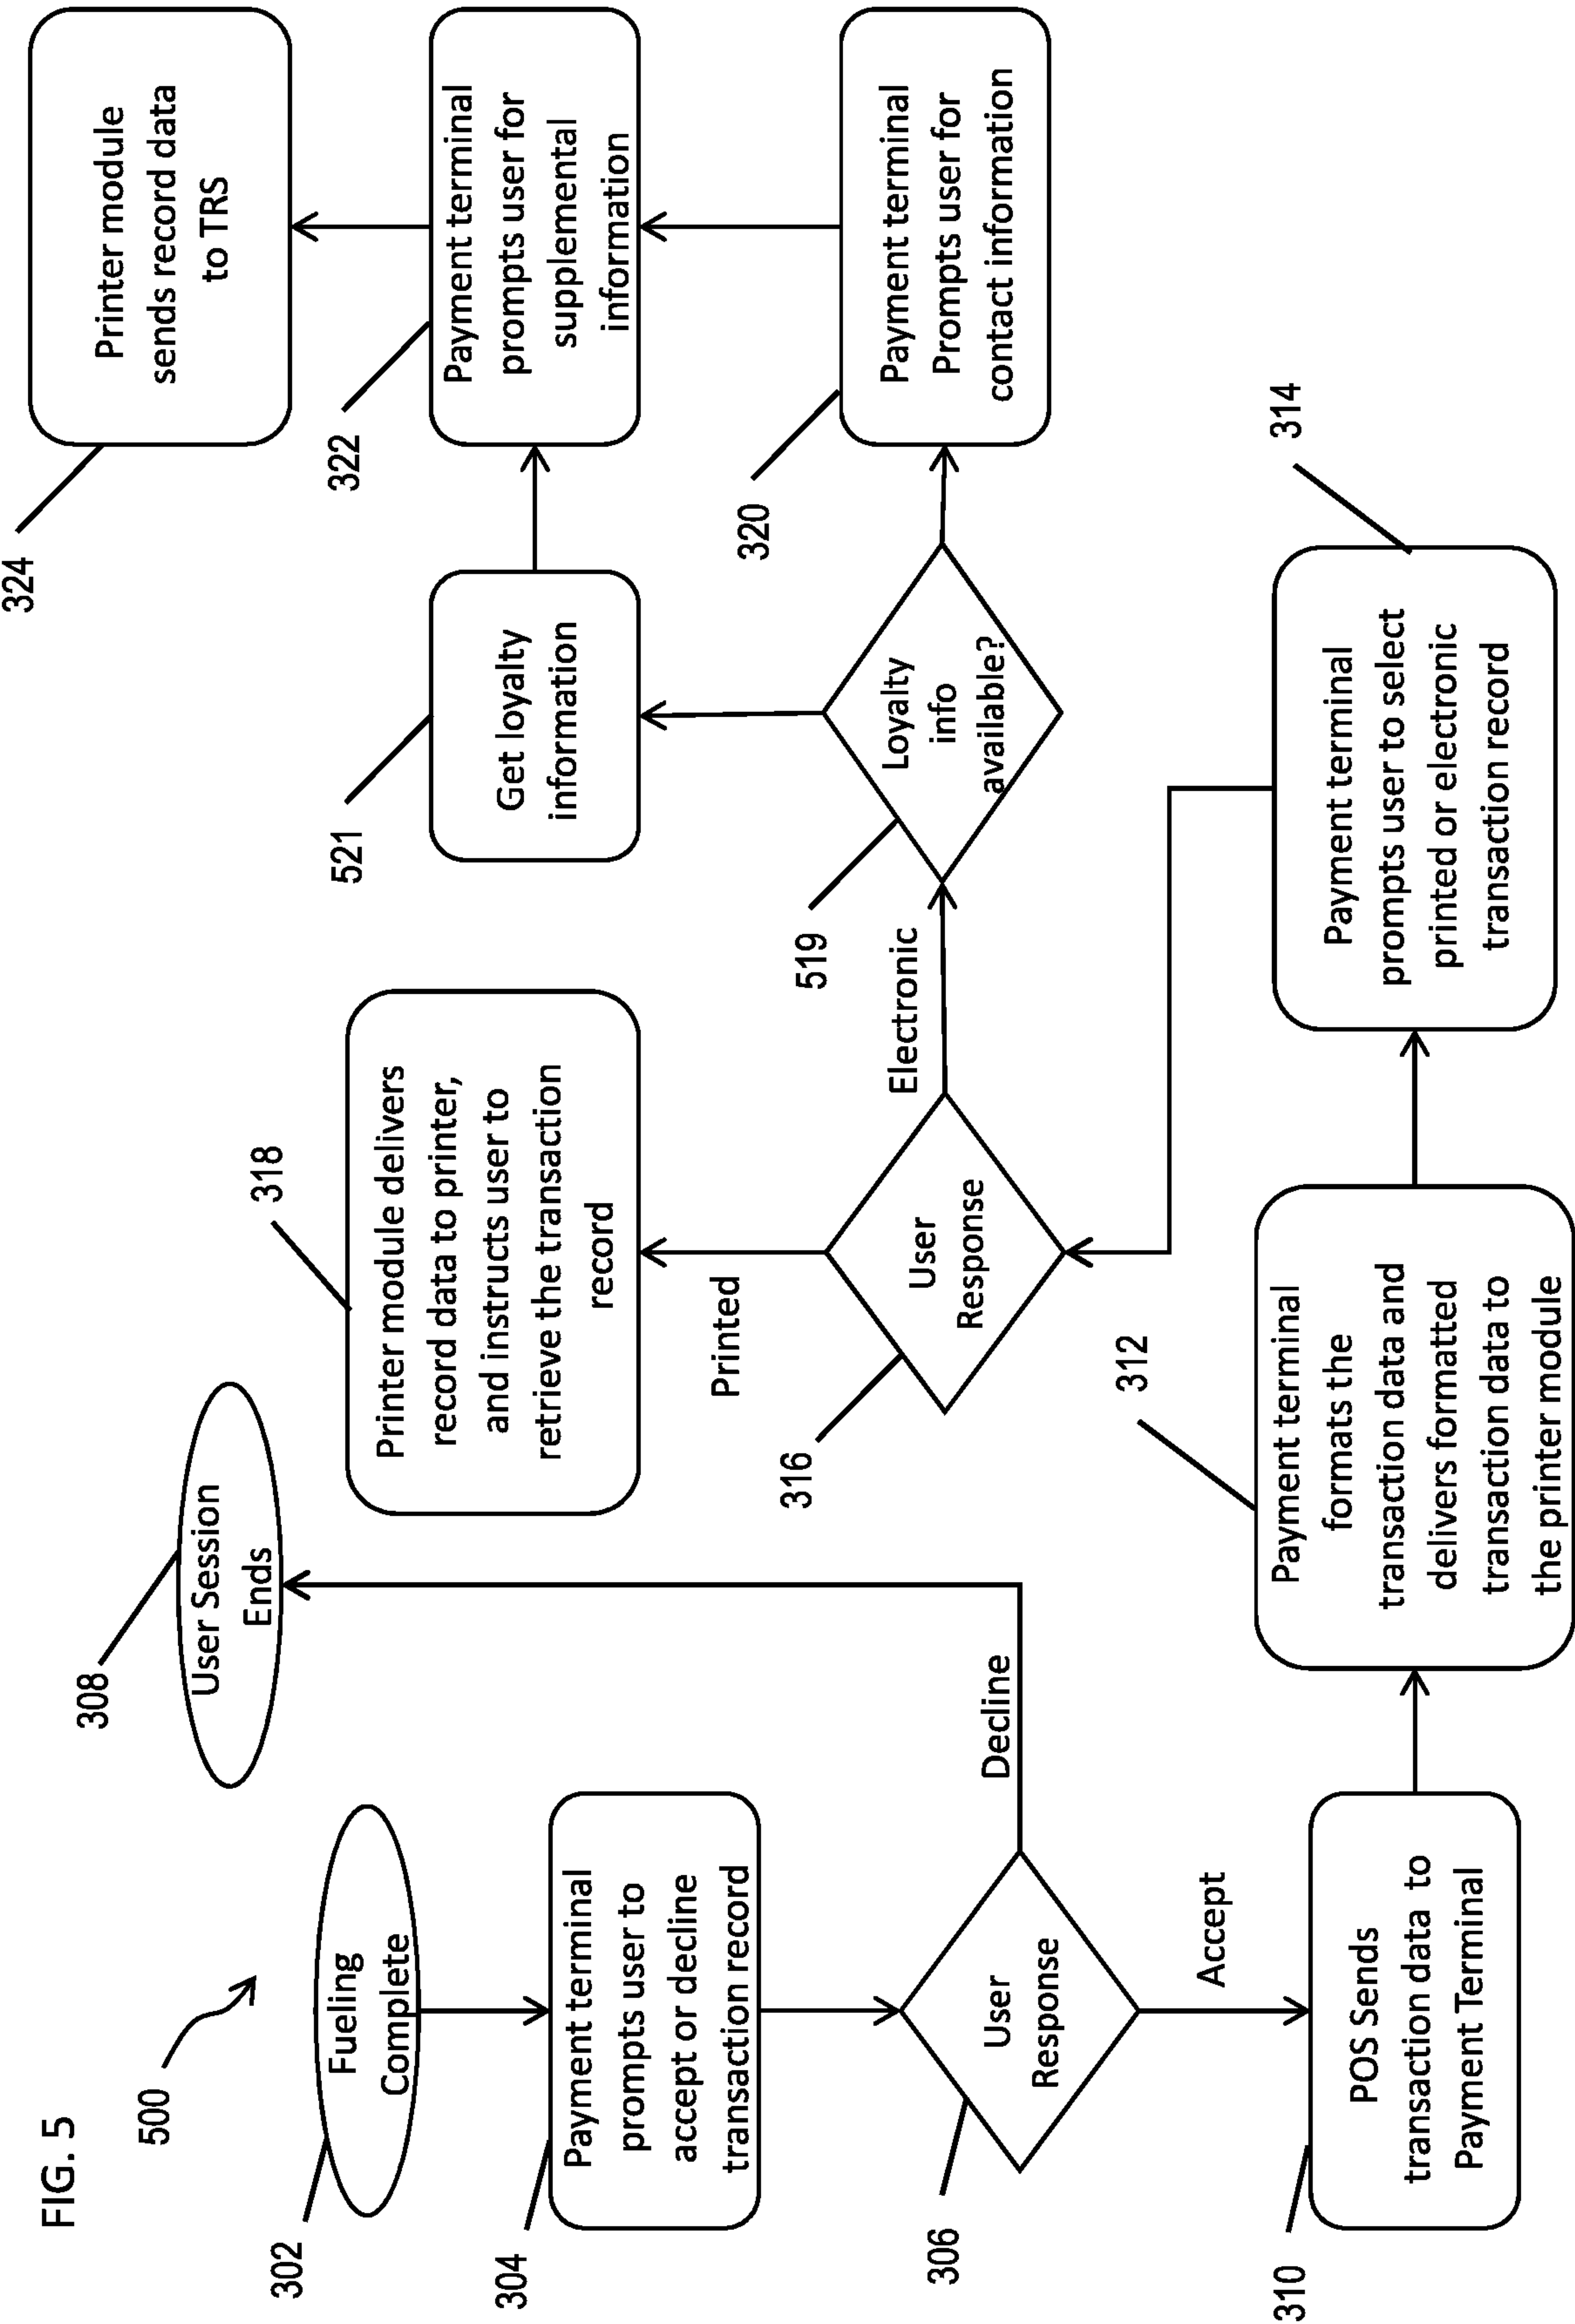 FIG. 5
500
302
Fueling
Complete
304
Payment terminal
prompts user to
accept or decline
transaction record
306
User
Response
Decline
308
User Session
Ends
Accept
310
POS Sends
transaction data to
Payment Terminal
312
Payment terminal
formats the
transaction data and
delivers formatted
transaction data to
the printer module
314
Payment terminal
prompts user to select
printed or electronic
transaction record
316
User
Response
Printed
318
Printer module delivers
record data to printer,
and instructs user to
retrieve the transaction
record
Electronic
519
Loyalty
info
available?
521
Get loyalty
information
320
Payment terminal
Prompts user for
contact information
322
Payment terminal
prompts user for
supplemental
information
324
Printer module
sends record data
to TRS